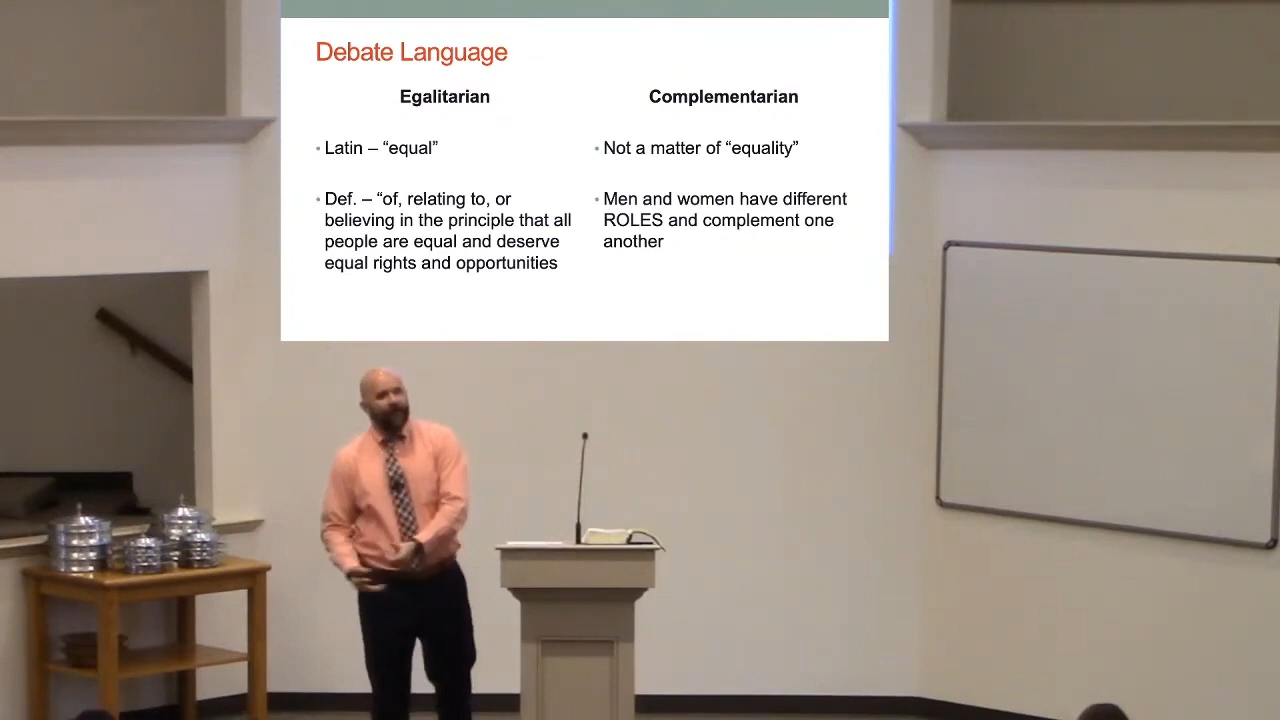 Debate Language
Egalitarian
• Latin – “equal”
• Def. – “of, relating to, or
believing in the principle that all
people are equal and deserve
equal rights and opportunities
Complementarian
• Not a matter of “equality”
• Men and women have different
ROLES and complement one
another